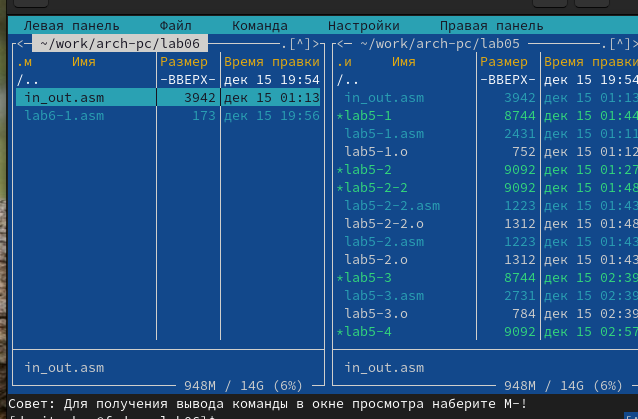 Левая панель Файл Команда Настройки Правая панель
<─ ~/work/arch-pc/lab06 ─.[^]>
.м Имя Размер Время правки
/.. -ВВЕРХ- дек 15 19:54
in_out.asm 3942 дек 15 01:13
lab6-1.asm 173 дек 15 19:56
in_out.asm
948M / 14G (6%)
<─ ~/work/arch-pc/lab05 ─.[^]>
.и Имя Размер Время правки
/.. -ВВЕРХ- дек 15 19:54
in_out.asm 3942 дек 15 01:13
*lab5-1 8744 дек 15 01:44
lab5-1.asm 2431 дек 15 01:11
lab5-1.o 752 дек 15 01:12
*lab5-2 9092 дек 15 01:27
*lab5-2-2 9092 дек 15 01:48
lab5-2-2.asm 1223 дек 15 01:43
lab5-2-2.o 1312 дек 15 01:48
lab5-2.asm 1223 дек 15 01:43
lab5-2.o 1312 дек 15 01:43
*lab5-3 8744 дек 15 02:39
lab5-3.asm 2731 дек 15 02:39
lab5-3.o 784 дек 15 02:39
*lab5-4 9092 дек 15 02:57
in_out.asm
948M / 14G (6%)
Совет: Для получения вывода команды в окне просмотра наберите M-!